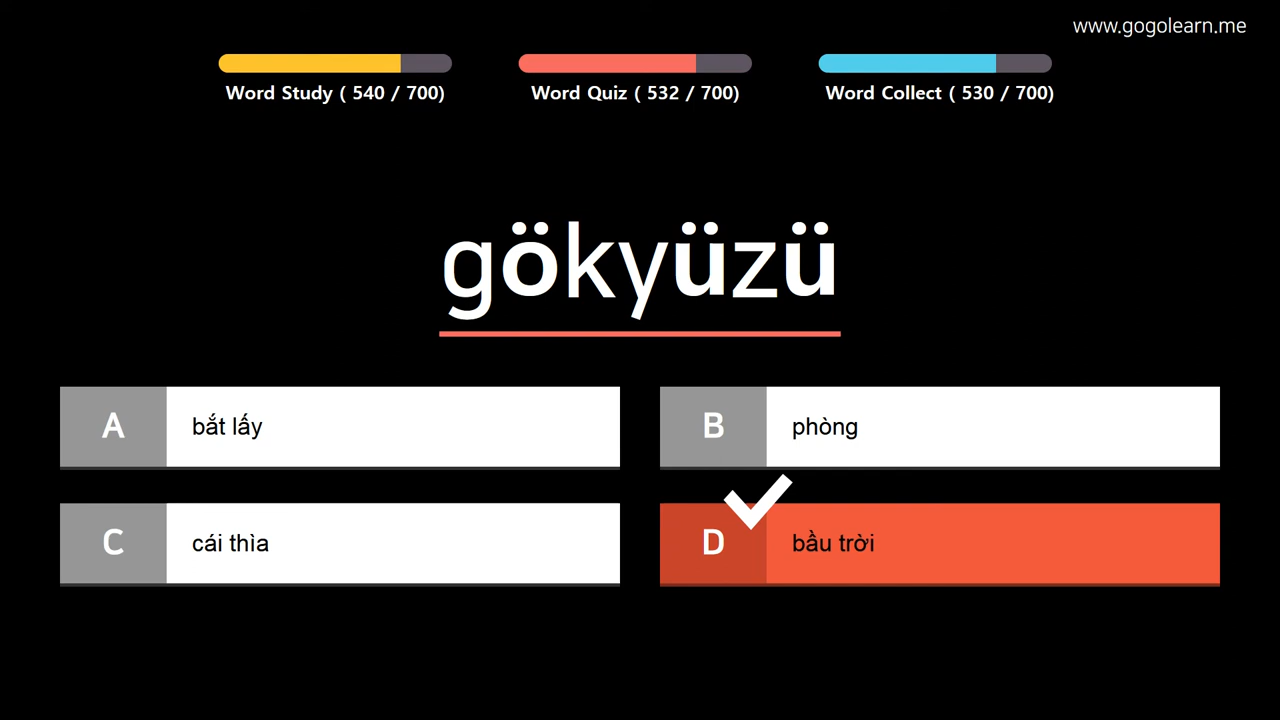 www.gogolearn.me
Word Study ( 540 / 700) Word Quiz ( 532 / 700) Word Collect ( 530 / 700)
gökyüzü
A bắt lấy
B phòng
C cái thìa
D bầu trời